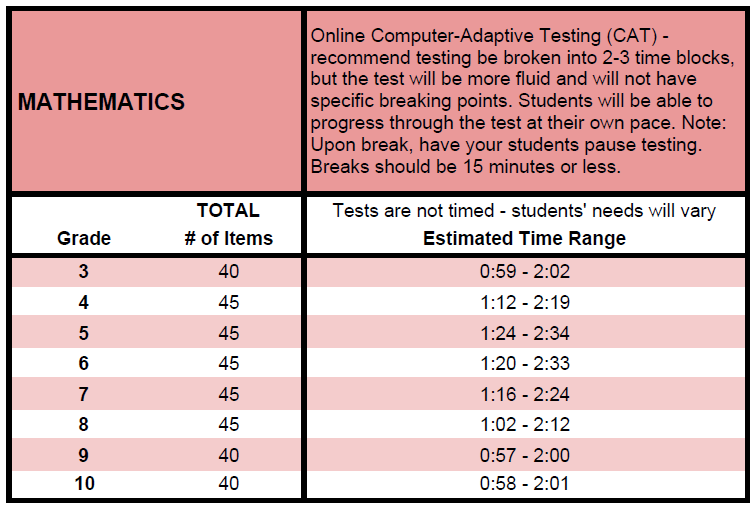 MATHEMATICS
Online Computer-Adaptive Testing (CAT) -
recommend testing be broken into 2-3 time blocks,
but the test will be more fluid and will not have
specific breaking points. Students will be able to
progress through the test at their own pace. Note:
Upon break, have your students pause testing.
Breaks should be 15 minutes or less.
TOTAL Tests are not timed - students' needs will vary
Grade # of Items Estimated Time Range
3 40 0:59 - 2:02
4 45 1:12 - 2:19
5 45 1:24 - 2:34
6 45 1:20 - 2:33
7 45 1:16 - 2:24
8 45 1:02 - 2:12
9 40 0:57 - 2:00
10 40 0:58 - 2:01